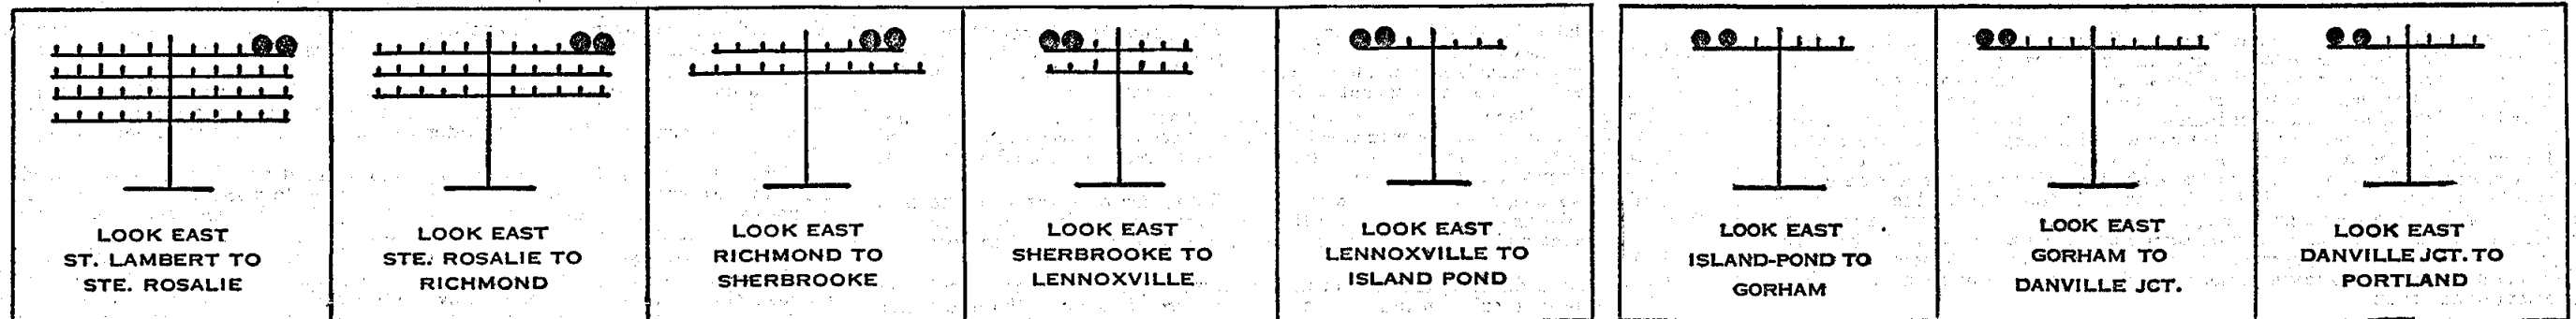 LOOK EAST
ST. LAMBERT TO
STE. ROSALIE
LOOK EAST
STE. ROSALIE TO
RICHMOND
LOOK EAST
RICHMOND TO
SHERBROOKE
LOOK EAST
SHERBROOKE TO
LENNOXVILLE
LOOK EAST
LENNOXVILLE TO
ISLAND POND
LOOK EAST
ISLAND-POND TO
GORHAM
LOOK EAST
GORHAM TO
DANVILLE JCT.
LOOK EAST
DANVILLE JCT. TO
PORTLAND